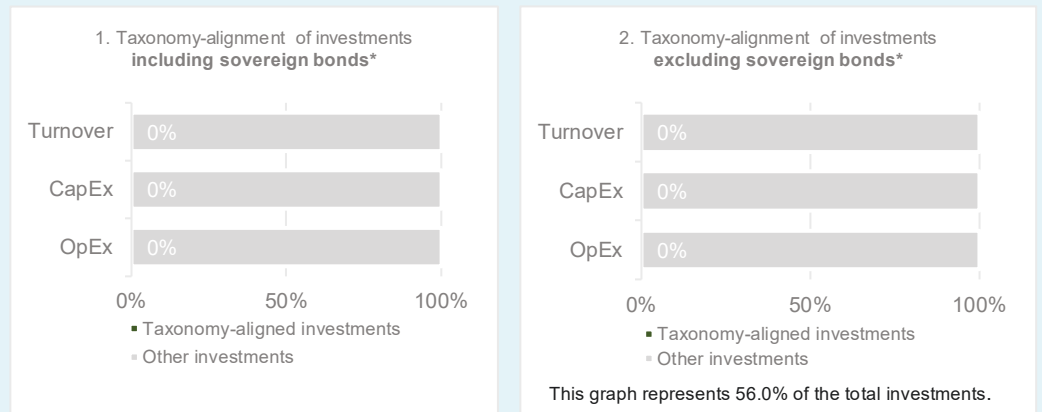 1. Taxonomy-alignment of investments
including sovereign bonds*
Turnover 0%
CapEx 0%
OpEx 0%
0% 50% 100%
Taxonomy-aligned investments
Other investments
2. Taxonomy-alignment of investments
excluding sovereign bonds*
Turnover 0%
CapEx 0%
OpEx 0%
0% 50% 100%
Taxonomy-aligned investments
Other investments
This graph represents 56.0% of the total investments.